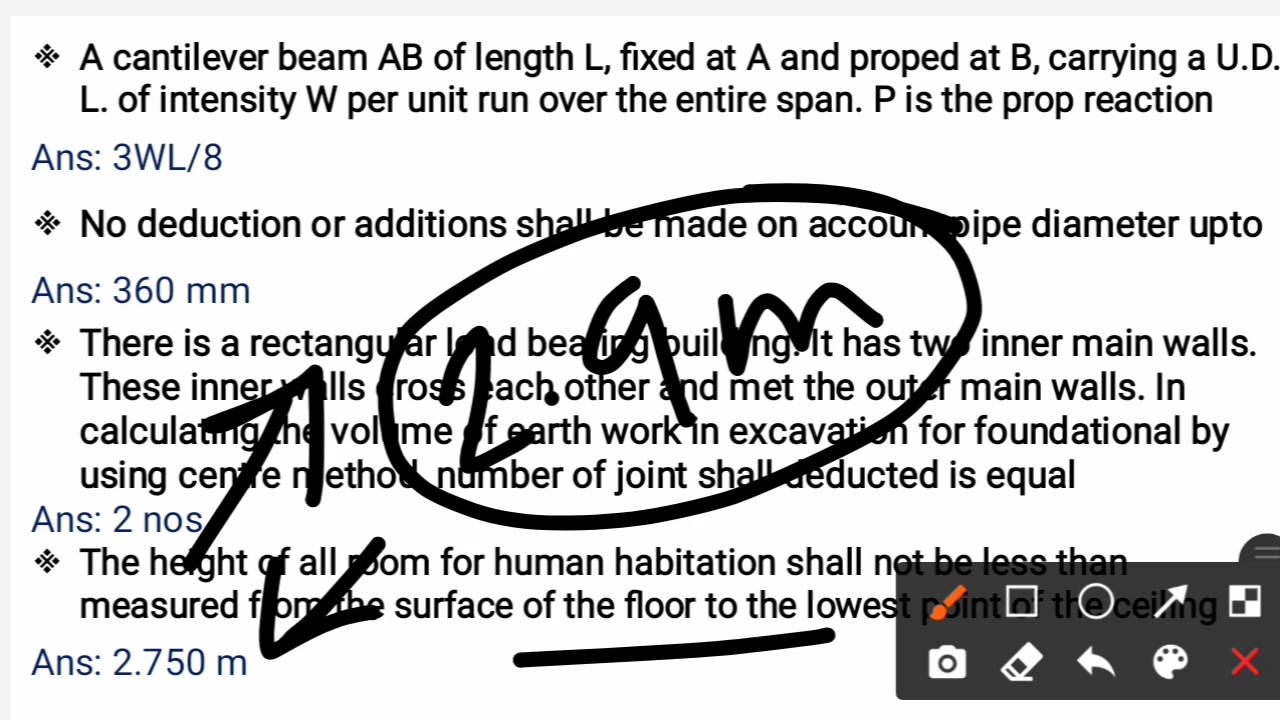 ❖ A cantilever beam AB of length L, fixed at A and proped at B, carrying a U.D.
L. of intensity W per unit run over the entire span. P is the prop reaction
Ans: 3WL/8
❖ No deduction or additions shall be made on account pipe diameter upto
Ans: 360 mm
❖ There is a rectangular load bearing building. It has two inner main walls.
These inner walls cross each other and met the outer main walls. In
calculating the volume of earth work in excavation for foundational by
using centre method, number of joint shall deducted is equal
Ans: 2 nos
❖ The height of all room for human habitation shall not be less than
measured from the surface of the floor to the lowest point of the ceiling
Ans: 2.750 m
2.9m